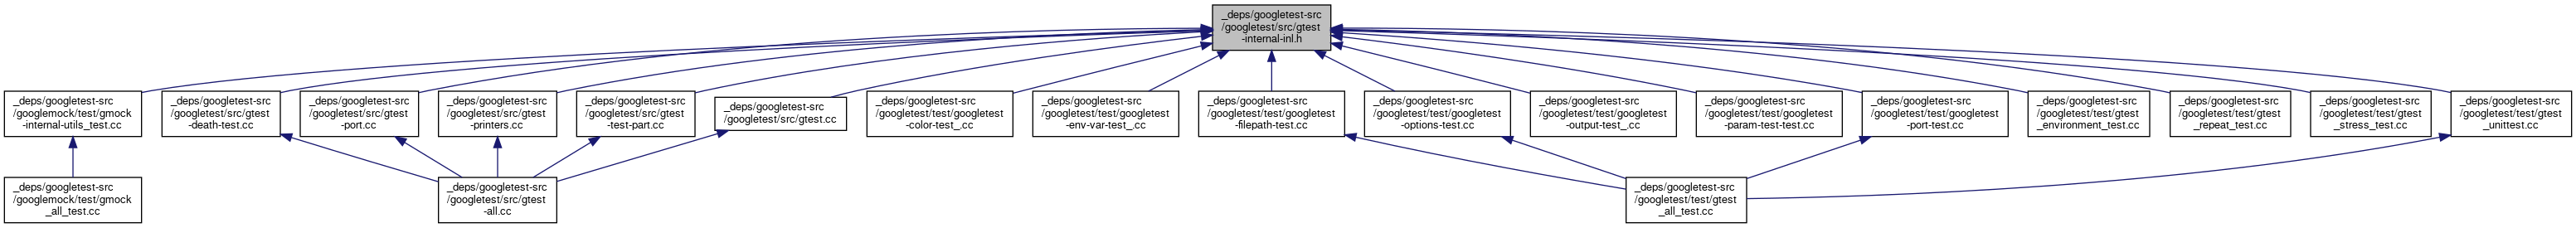 _deps/googletest-src
/googletest/src/gtest
-internal-inl.h
_deps/googletest-src
/googlemock/test/gmock
-internal-utils_test.cc
_deps/googletest-src
/googletest/src/gtest
-death-test.cc
_deps/googletest-src
/googletest/src/gtest
-port.cc
_deps/googletest-src
/googletest/src/gtest
-printers.cc
_deps/googletest-src
/googletest/src/gtest
-test-part.cc
_deps/googletest-src
/googletest/src/gtest.cc
_deps/googletest-src
/googletest/test/googletest
-color-test_.cc
_deps/googletest-src
/googletest/test/googletest
-env-var-test_.cc
_deps/googletest-src
/googletest/test/googletest
-filepath-test.cc
_deps/googletest-src
/googletest/test/googletest
-options-test.cc
_deps/googletest-src
/googletest/test/googletest
-output-test_.cc
_deps/googletest-src
/googletest/test/googletest
-param-test-test.cc
_deps/googletest-src
/googletest/test/googletest
-port-test.cc
_deps/googletest-src
/googletest/test/gtest
_environment_test.cc
_deps/googletest-src
/googletest/test/gtest
_repeat_test.cc
_deps/googletest-src
/googletest/test/gtest
_stress_test.cc
_deps/googletest-src
/googletest/test/gtest
_unittest.cc
_deps/googletest-src
/googlemock/test/gmock
_all_test.cc
_deps/googletest-src
/googletest/src/gtest
-all.cc
_deps/googletest-src
/googletest/test/gtest
_all_test.cc